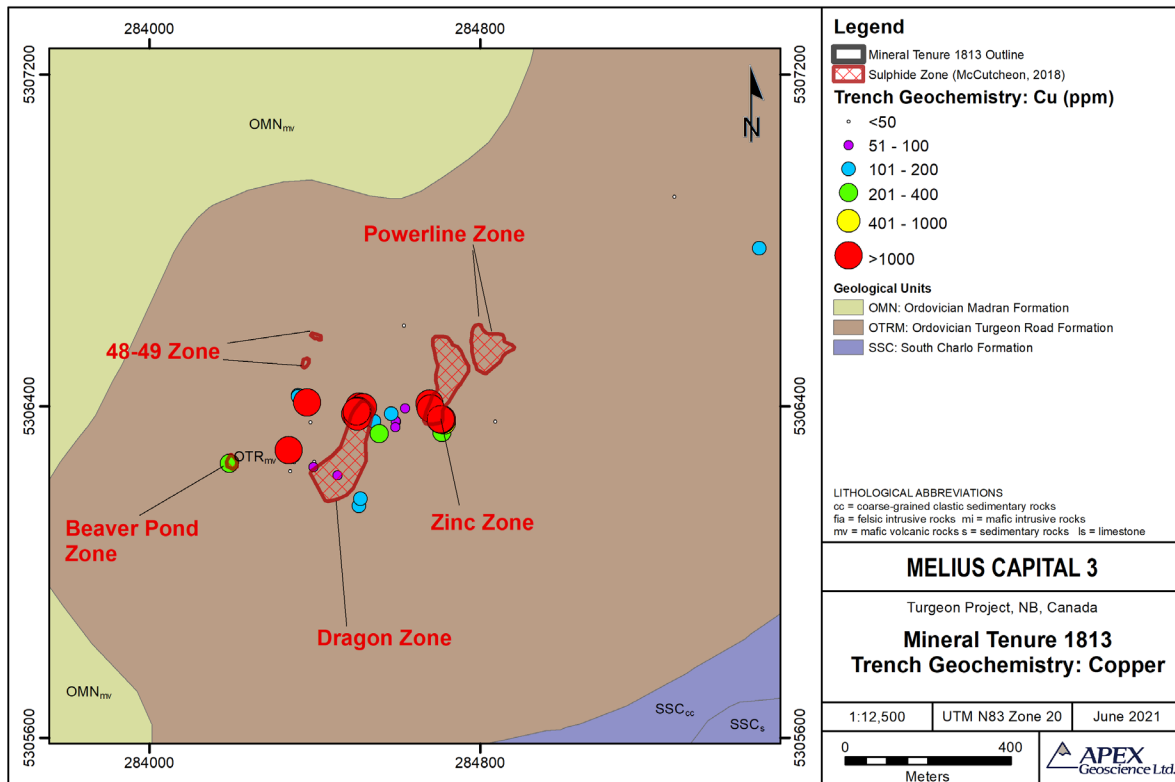 284000
284800
5307200
5307200
OMNmv
Powerline Zone
48-49 Zone
5306400
5306400
OTRmv
Beaver Pond
Zone
Zinc Zone
Dragon Zone
OMNmv
SSCcc
SSCs
5305600
5305600
284000
284800
N
Legend
Mineral Tenure 1813 Outline
Sulphide Zone (McCutcheon, 2018)
Trench Geochemistry: Cu (ppm)
<50
51 - 100
101 - 200
201 - 400
401 - 1000
>1000
Geological Units
OMN: Ordovician Madran Formation
OTRM: Ordovician Turgeon Road Formation
SSC: South Charlo Formation
LITHOLOGICAL ABBREVIATIONS
cc = coarse-grained clastic sedimentary rocks
fia = felsic intrusive rocks mi = mafic intrusive rocks
mv = mafic volcanic rocks s = sedimentary rocks ls = limestone
MELIUS CAPITAL 3
Turgeon Project, NB, Canada
Mineral Tenure 1813
Trench Geochemistry: Copper
1:12,500
UTM N83 Zone 20
June 2021
0
400
Meters
APEX
Geoscience Ltd.